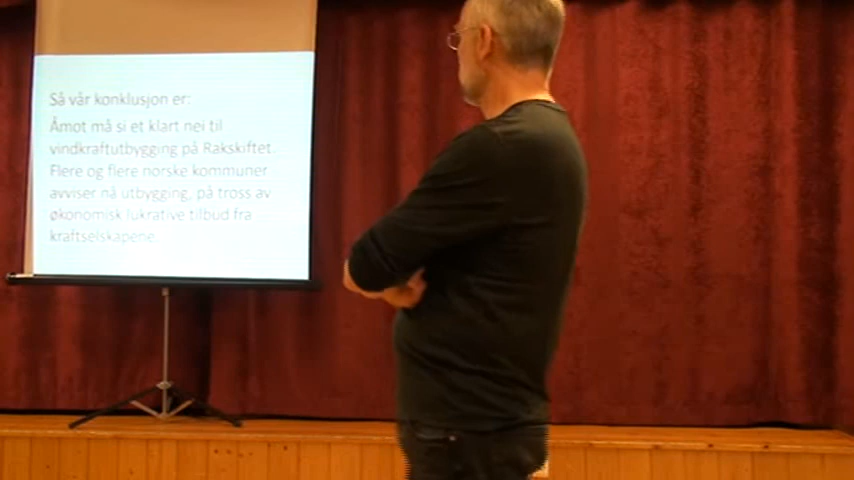 Så vår konklusjon er:
Åmot må si et klart nei til
vindkraftutbygging på Rakskiftet.
Flere og flere norske kommuner
avviser nå utbygging, på tross av
økonomisk lukrative tilbud fra
kraftselskapene.